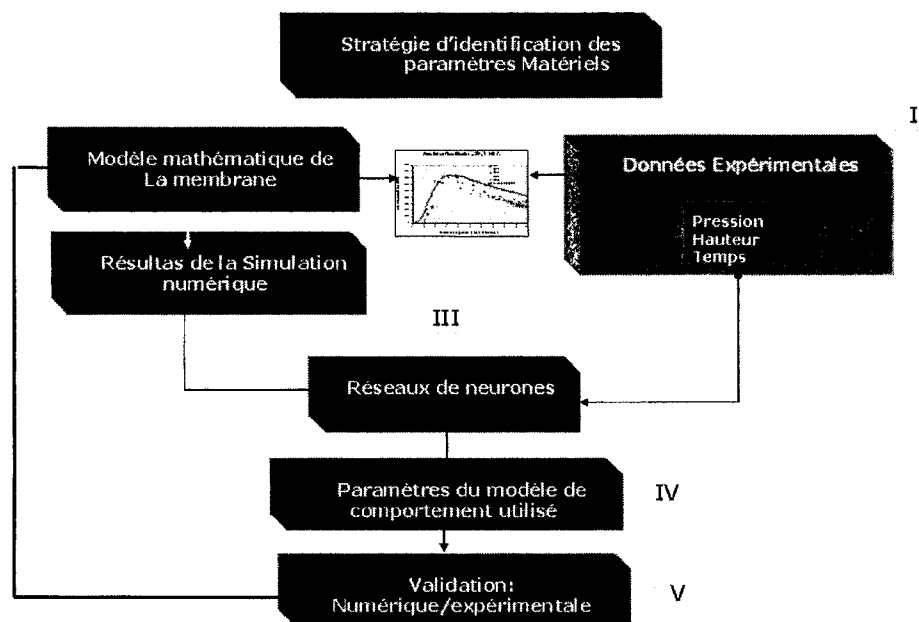 Stratégie d'identification des
paramètres Matériels
I
Modèle mathématique de
La membrane
Données Expérimentales
Pression
Hauteur
Temps
Résultas de la Simulation
numérique
III
Réseaux de neurones
Paramètres du modèle de
comportement utilisé
IV
Validation:
Numérique/expérimentale
V